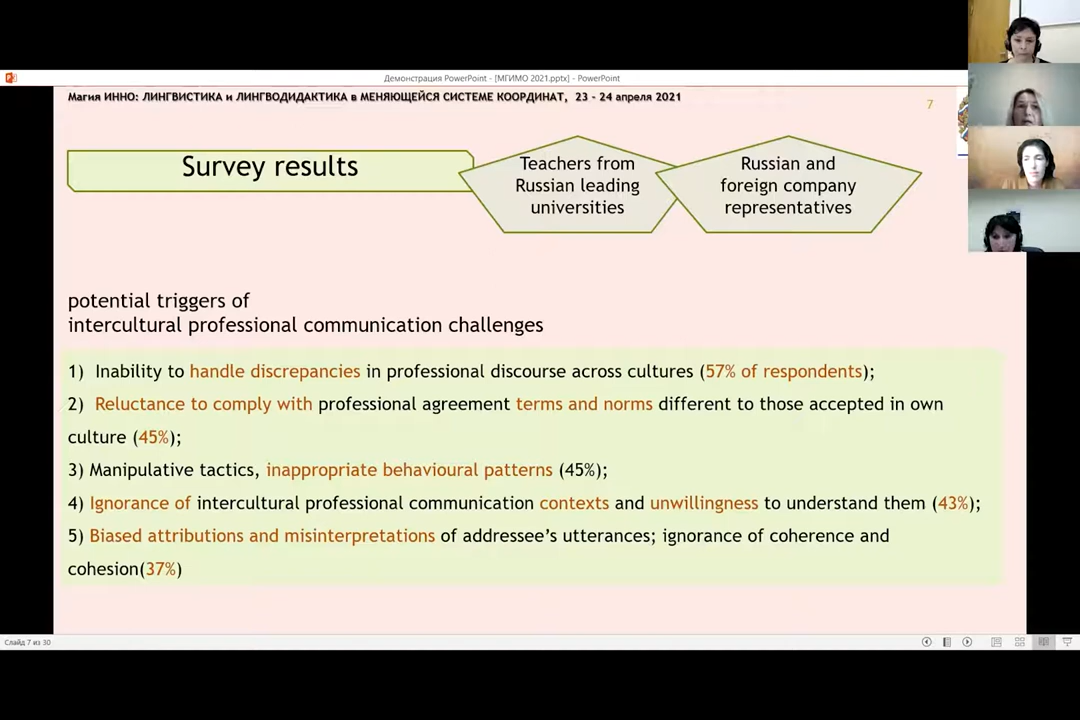 Демонстрация PowerPoint - [МГИМО 2021.pptx] - PowerPoint
Магия ИННО: ЛИНГВИСТИКА и ЛИНГВОДИДАКТИКА в МЕНЯЮЩЕЙСЯ СИСТЕМЕ КООРДИНАТ, 23 - 24 апреля 2021
7
Survey results
Teachers from
Russian leading
universities
Russian and
foreign company
representatives
potential triggers of
intercultural professional communication challenges
1) Inability to handle discrepancies in professional discourse across cultures (57% of respondents);
2) Reluctance to comply with professional agreement terms and norms different to those accepted in own
culture (45%);
3) Manipulative tactics, inappropriate behavioural patterns (45%);
4) Ignorance of intercultural professional communication contexts and unwillingness to understand them (43%);
5) Biased attributions and misinterpretations of addressee's utterances; ignorance of coherence and
cohesion(37%)
Слайд 7 из 30